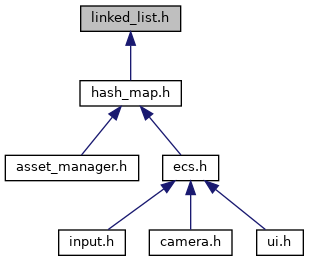 linked_list.h
hash_map.h
asset_manager.h
ecs.h
input.h
camera.h
ui.h